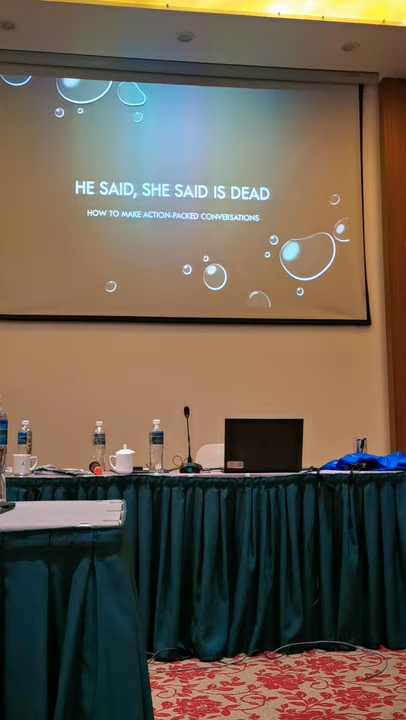 HE SAID, SHE SAID IS DEAD
HOW TO MAKE ACTION-PACKED CONVERSATIONS